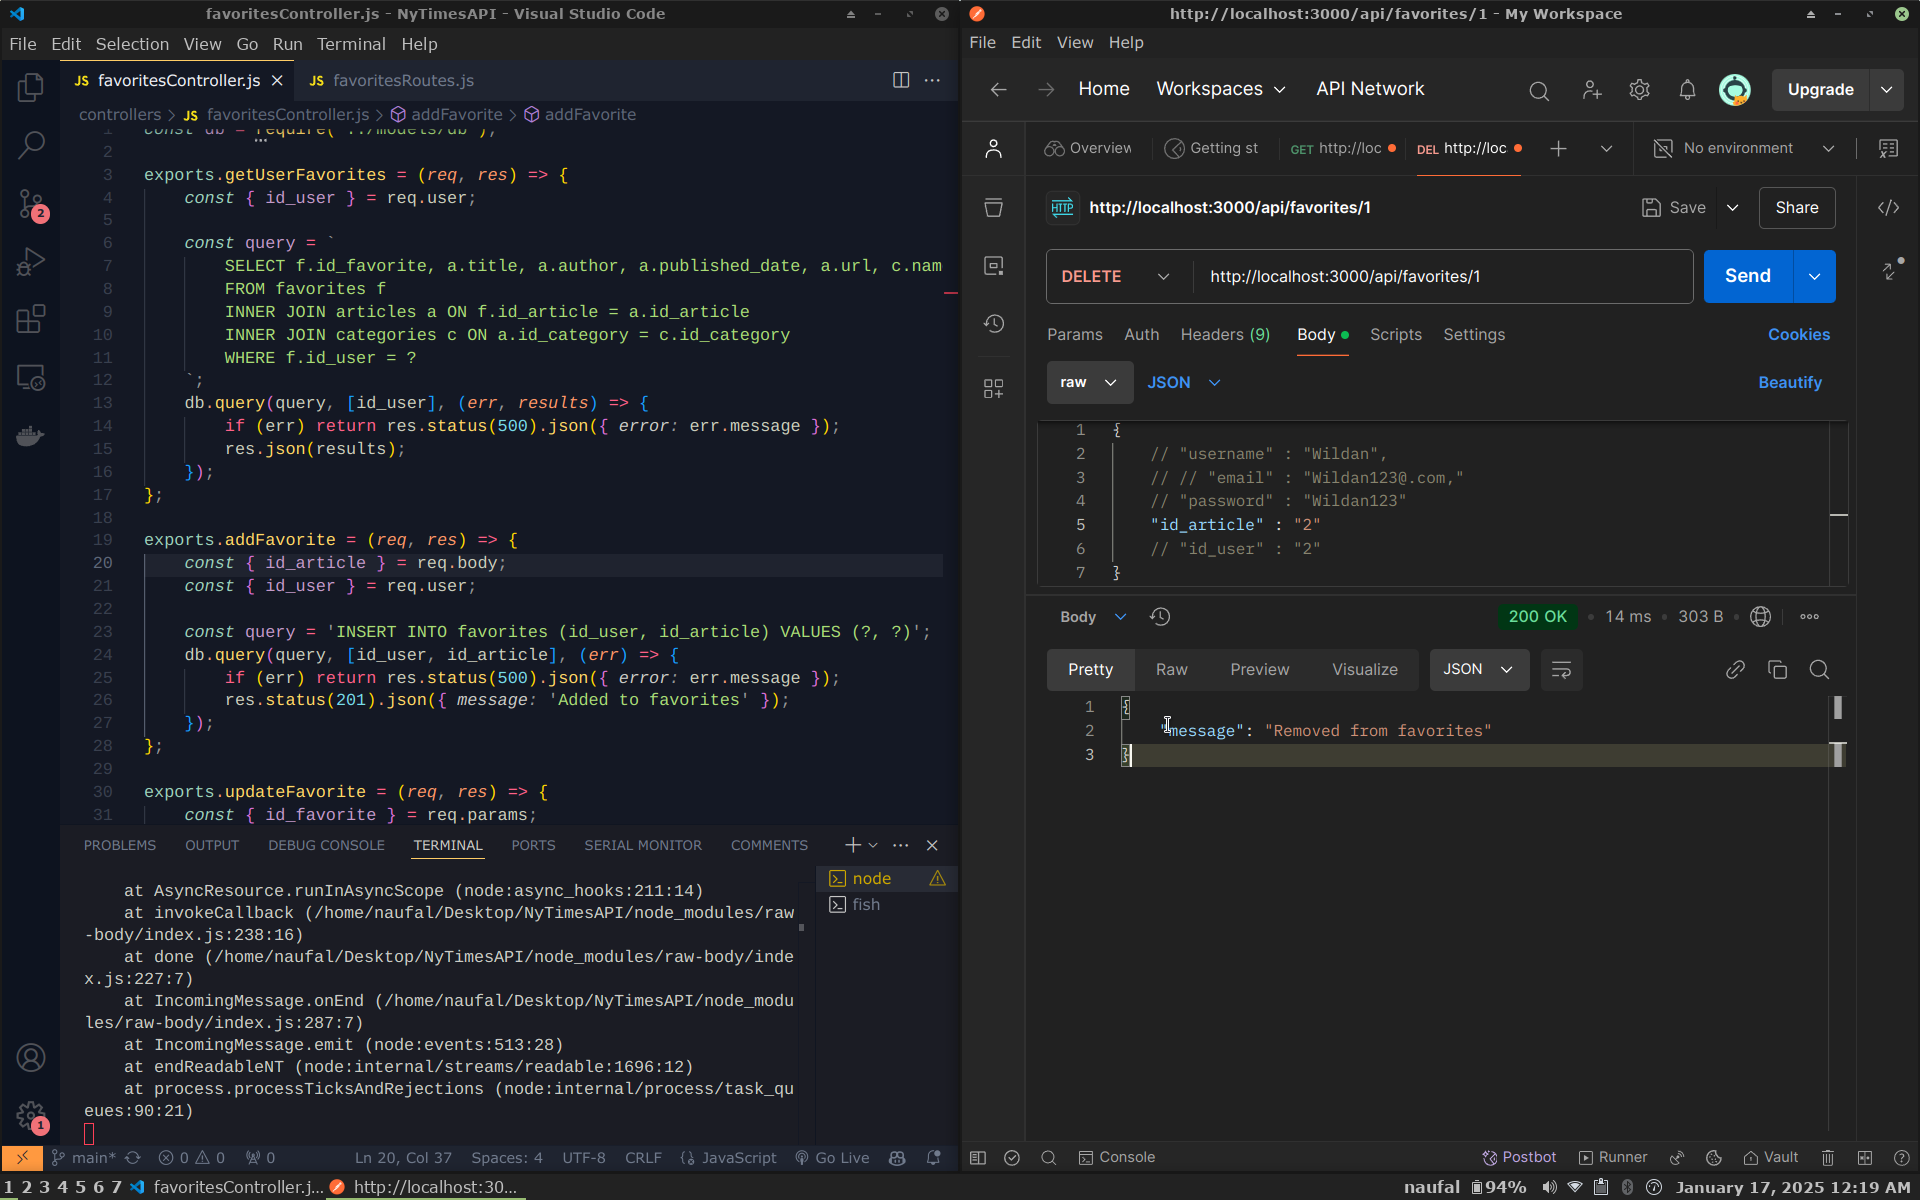 favoritesController.js - NyTimesAPI - Visual Studio Code
File Edit Selection View Go Run Terminal Help
JS favoritesController.js
JS favoritesRoutes.js
controllers > JS favoritesController.js > addFavorite > addFavorite
1 const db = require('../models/db');
2
3 exports.getUserFavorites = (req, res) => {
4 const { id_user } = req.user;
5
6 const query = `
7 SELECT f.id_favorite, a.title, a.author, a.published_date, a.url, c.nam
8 FROM favorites f
9 INNER JOIN articles a ON f.id_article = a.id_article
10 INNER JOIN categories c ON a.id_category = c.id_category
11 WHERE f.id_user = ?
12 `;
13 db.query(query, [id_user], (err, results) => {
14 if (err) return res.status(500).json({ error: err.message });
15 res.json(results);
16 });
17 };
18
19 exports.addFavorite = (req, res) => {
20 const { id_article } = req.body;
21 const { id_user } = req.user;
22
23 const query = 'INSERT INTO favorites (id_user, id_article) VALUES (?, ?)';
24 db.query(query, [id_user, id_article], (err) => {
25 if (err) return res.status(500).json({ error: err.message });
26 res.status(201).json({ message: 'Added to favorites' });
27 });
28 };
29
30 exports.updateFavorite = (req, res) => {
31 const { id_favorite } = req.params;
2
1
PROBLEMS OUTPUT DEBUG CONSOLE TERMINAL PORTS SERIAL MONITOR COMMENTS
at AsyncResource.runInAsyncScope (node:async_hooks:211:14)
at invokeCallback (/home/naufal/Desktop/NyTimesAPI/node_modules/raw
-body/index.js:238:16)
at done (/home/naufal/Desktop/NyTimesAPI/node_modules/raw-body/inde
x.js:227:7)
at IncomingMessage.onEnd (/home/naufal/Desktop/NyTimesAPI/node_modu
les/raw-body/index.js:287:7)
at IncomingMessage.emit (node:events:513:28)
at endReadableNT (node:internal/streams/readable:1696:12)
at process.processTicksAndRejections (node:internal/process/task_qu
eues:90:21)
node
fish
main* 0 0 0 Ln 20, Col 37 Spaces: 4 UTF-8 CRLF JavaScript Go Live
http://localhost:3000/api/favorites/1 - My Workspace
File Edit View Help
Home Workspaces API Network Upgrade
Overview Getting st GET http://loc DEL http://loc No environment
HTTP http://localhost:3000/api/favorites/1 Save Share
DELETE http://localhost:3000/api/favorites/1 Send
Params Auth Headers (9) Body Scripts Settings Cookies
raw JSON Beautify
1 {
2 // "username" : "Wildan",
3 // // "email" : "Wildan123@.com,"
4 // "password" : "Wildan123"
5 "id_article" : "2"
6 // "id_user" : "2"
7 }
Body 200 OK 14 ms 303 B
Pretty Raw Preview Visualize JSON
1 {
2 "message": "Removed from favorites"
3 }
Console Postbot Runner Vault
1 2 3 4 5 6 7 favoritesController.j... http://localhost:30... naufal 94% January 17, 2025 12:19 AM